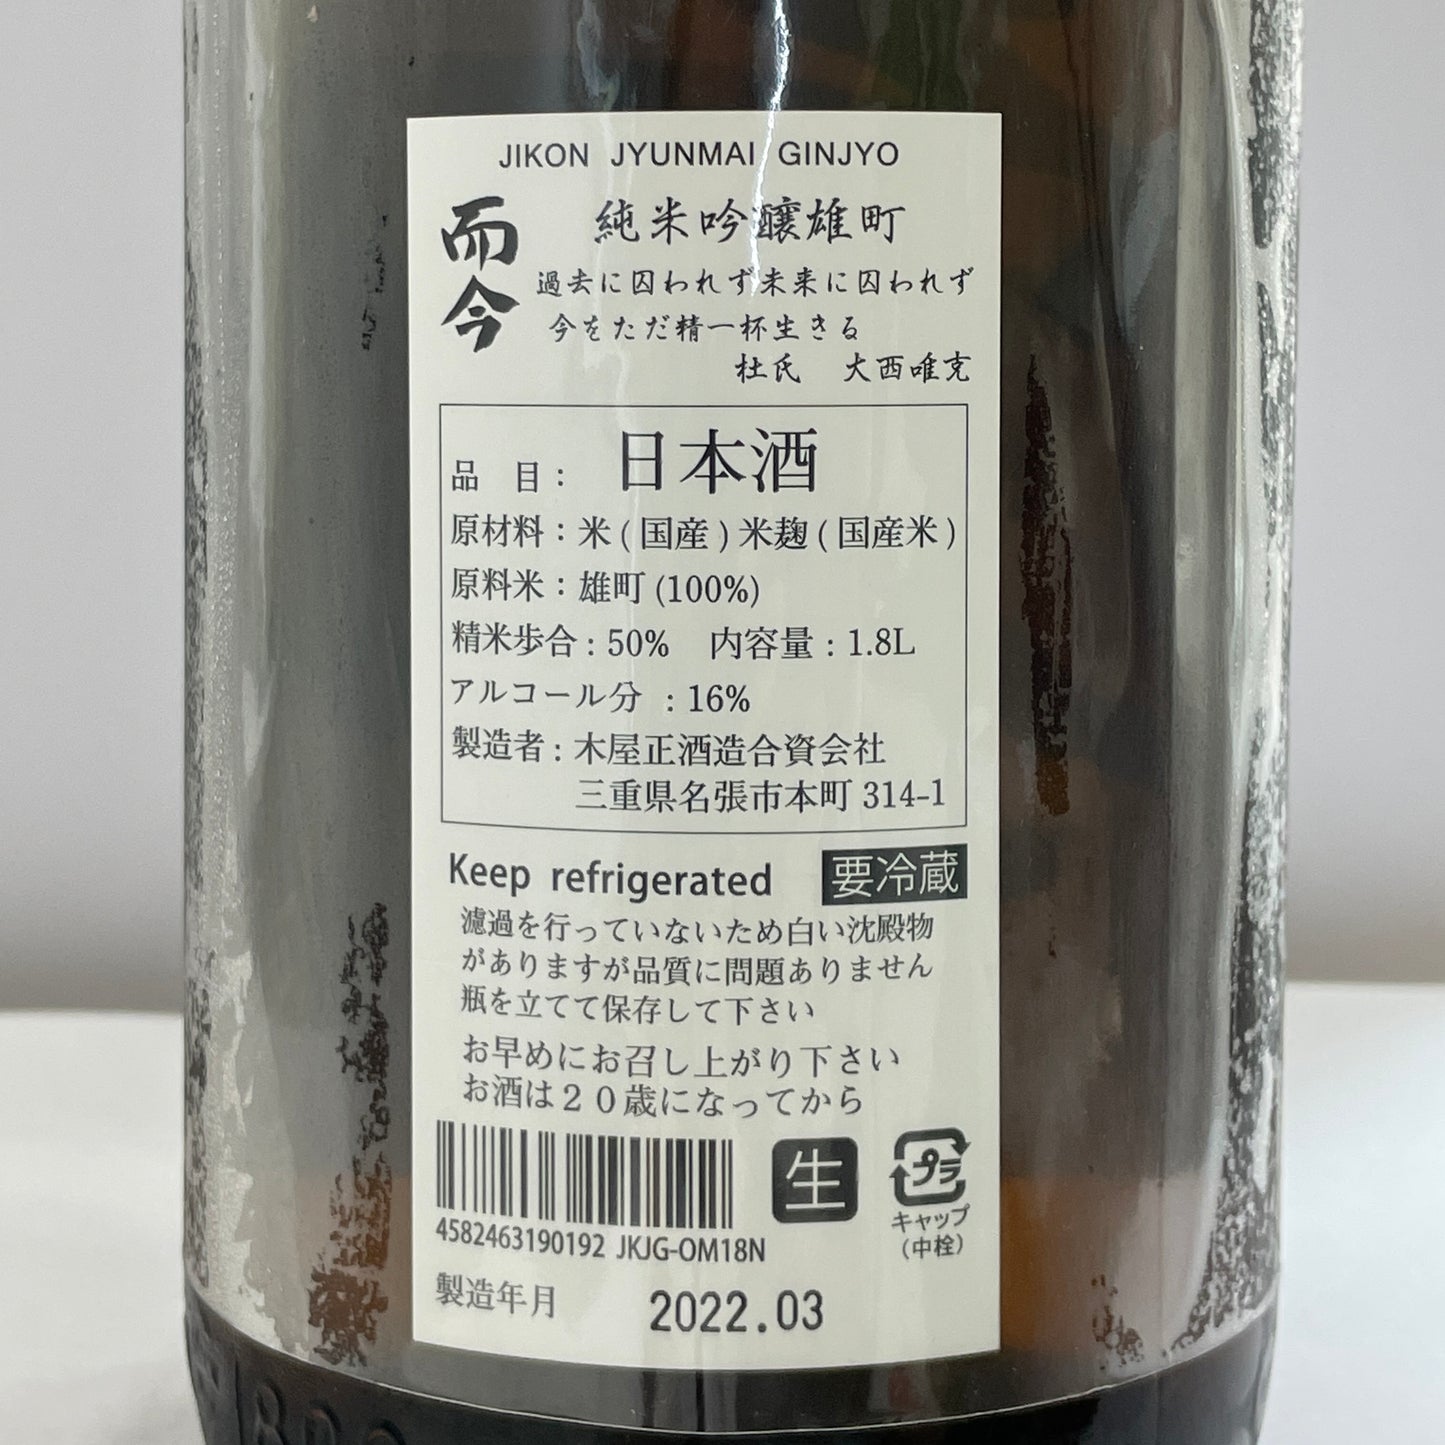 JIKON JYUNMAI GINJYO
而今
純米吟醸雄町
過去に囚われず未来に囚われず
今をただ精一杯生きる
杜氏 大西唯克
品 目: 日本酒
原材料:米(国産)米麹(国産米)
原料米:雄町(100%)
精米歩合:50% 内容量:1.8L
アルコール分 :16%
製造者:木屋正酒造合資会社
三重県名張市本町 314-1
Keep refrigerated 要冷蔵
濾過を行っていないため白い沈殿物
がありますが品質に問題ありません
瓶を立てて保存して下さい
お早めにお召し上がり下さい
お酒は20歳になってから
生
プラ
キャップ
(中栓)
4582463190192 JKJG-OM18N
製造年月 2022.03